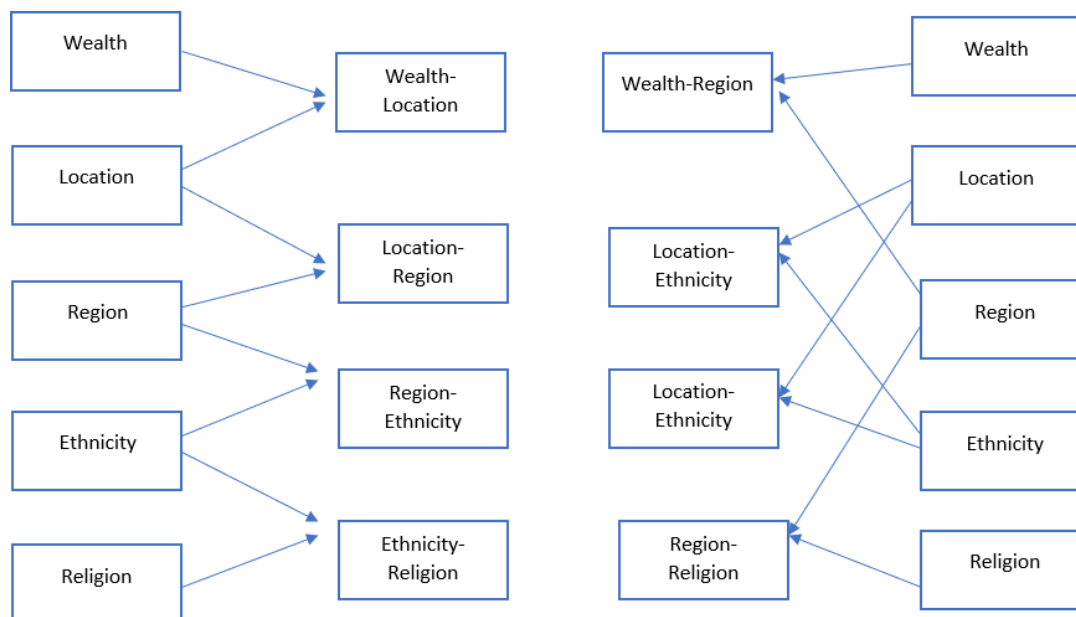 Wealth
Location
Region
Ethnicity
Religion
Wealth-
Location
Location-
Region
Region-
Ethnicity
Ethnicity-
Religion
Wealth-Region
Location-
Ethnicity
Location-
Ethnicity
Region-
Religion
Wealth
Location
Region
Ethnicity
Religion